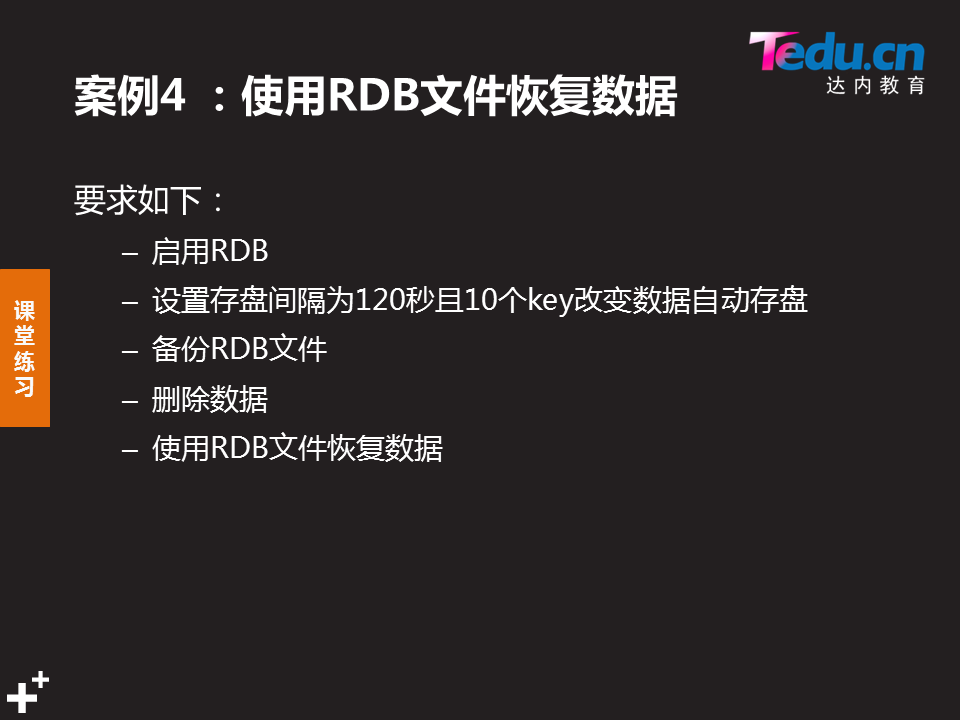 Tedu.cn
达内教育
案例4 ：使用RDB文件恢复数据
要求如下：
– 启用RDB
– 设置存盘间隔为120秒且10个key改变数据自动存盘
– 备份RDB文件
– 删除数据
– 使用RDB文件恢复数据
课
堂
练
习